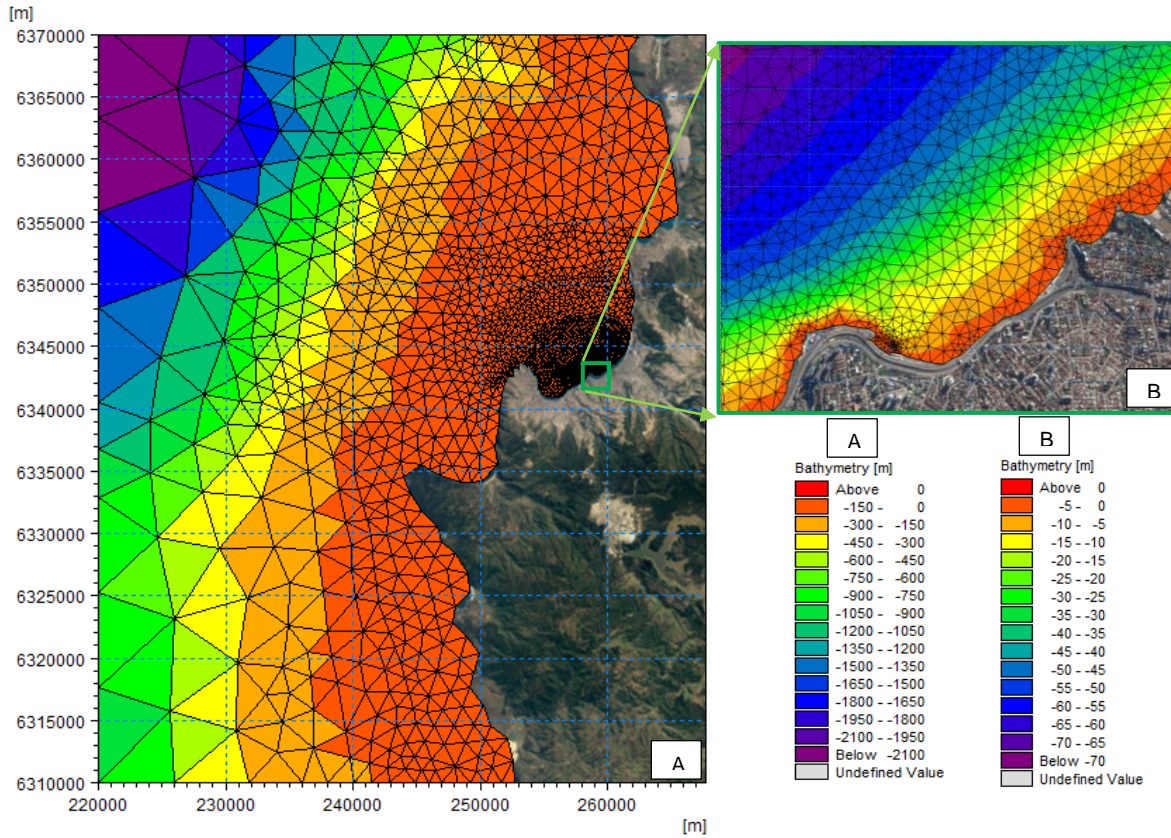 [m]
6370000
6365000
6360000
6355000
6350000
6345000
6340000
6335000
6330000
6325000
6320000
6315000
6310000
220000 230000 240000 250000 260000
[m]
A
B
A
Bathymetry [m]
Above 0
-150 - 0
-300 - -150
-450 - -300
-600 - -450
-750 - -600
-900 - -750
-1050 - -900
-1200 - -1050
-1350 - -1200
-1500 - -1350
-1650 - -1500
-1800 - -1650
-1950 - -1800
-2100 - -1950
Below -2100
Undefined Value
B
Bathymetry [m]
Above 0
-5 - 0
-10 - -5
-15 - -10
-20 - -15
-25 - -20
-30 - -25
-35 - -30
-40 - -35
-45 - -40
-50 - -45
-55 - -50
-60 - -55
-65 - -60
-70 - -65
Below -70
Undefined Value